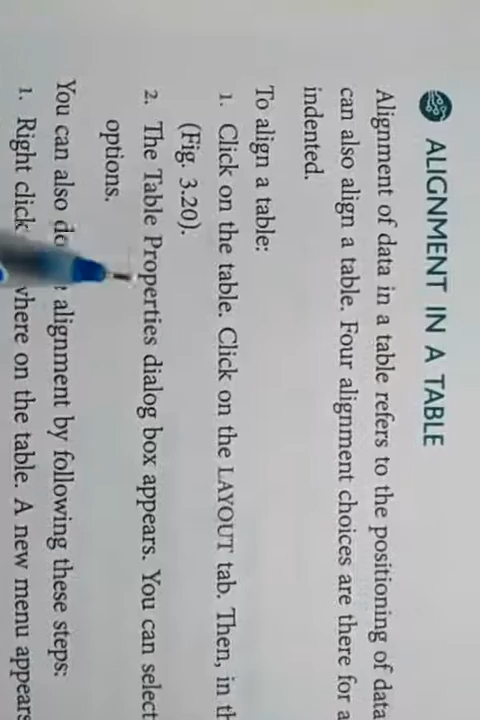 ALIGNMENT IN A TABLE
Alignment of data in a table refers to the positioning of data
can also align a table. Four alignment choices are there for a
indented.
To align a table:
1. Click on the table. Click on the LAYOUT tab. Then, in th
(Fig. 3.20).
2. The Table Properties dialog box appears. You can select
options.
You can also do alignment by following these steps:
1. Right click where on the table. A new menu appears